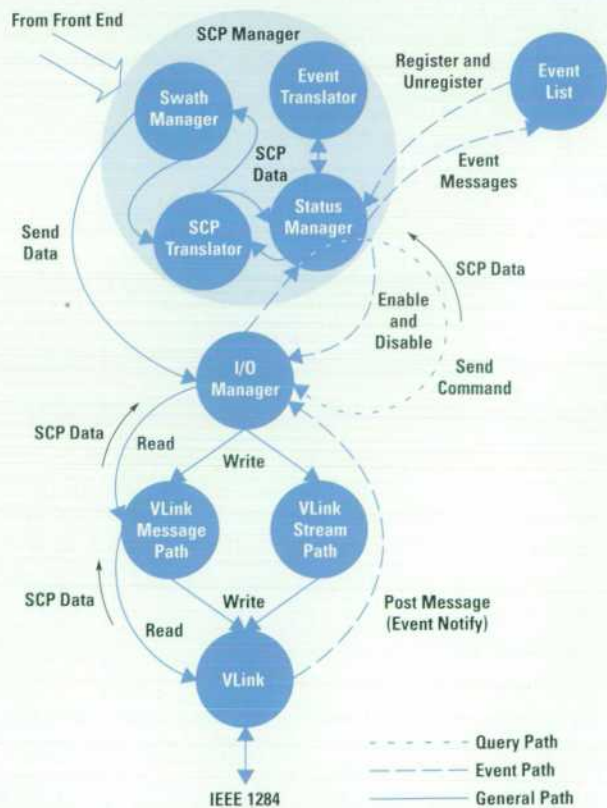 From Front End
SCP Manager
Swath
Manager
Event
Translator
SCP
Data
SCP
Translator
Status
Manager
Register and
Unregister
Event
List
Event
Messages
Send
Data
SCP Data
Enable
and
Disable
Send
Command
I/O
Manager
SCP Data
Read
Write
VLink
Message
Path
VLink
Stream
Path
SCP Data
Read
Write
Post Message
(Event Notify)
VLink
IEEE 1284
Query Path
Event Path
General Path